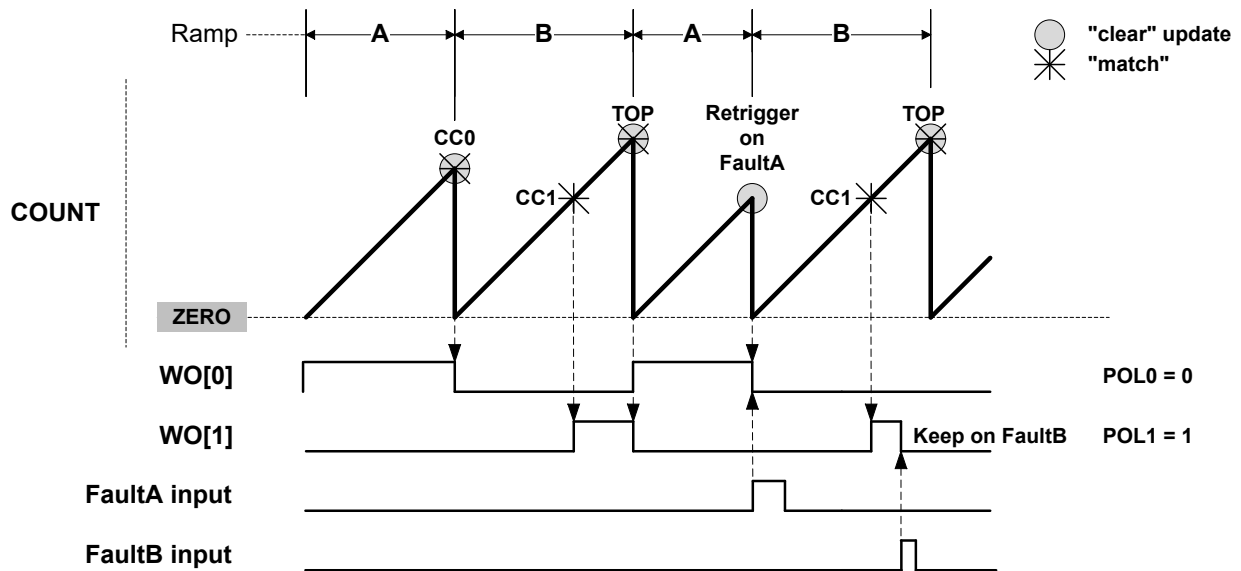 Ramp
A
B
A
B
"clear" update
"match"
TOP
Retrigger
on
FaultA
TOP
CC0
CC1
CC1
COUNT
ZERO
WO[0]
POL0 = 0
WO[1]
Keep on FaultB
POL1 = 1
FaultA input
FaultB input